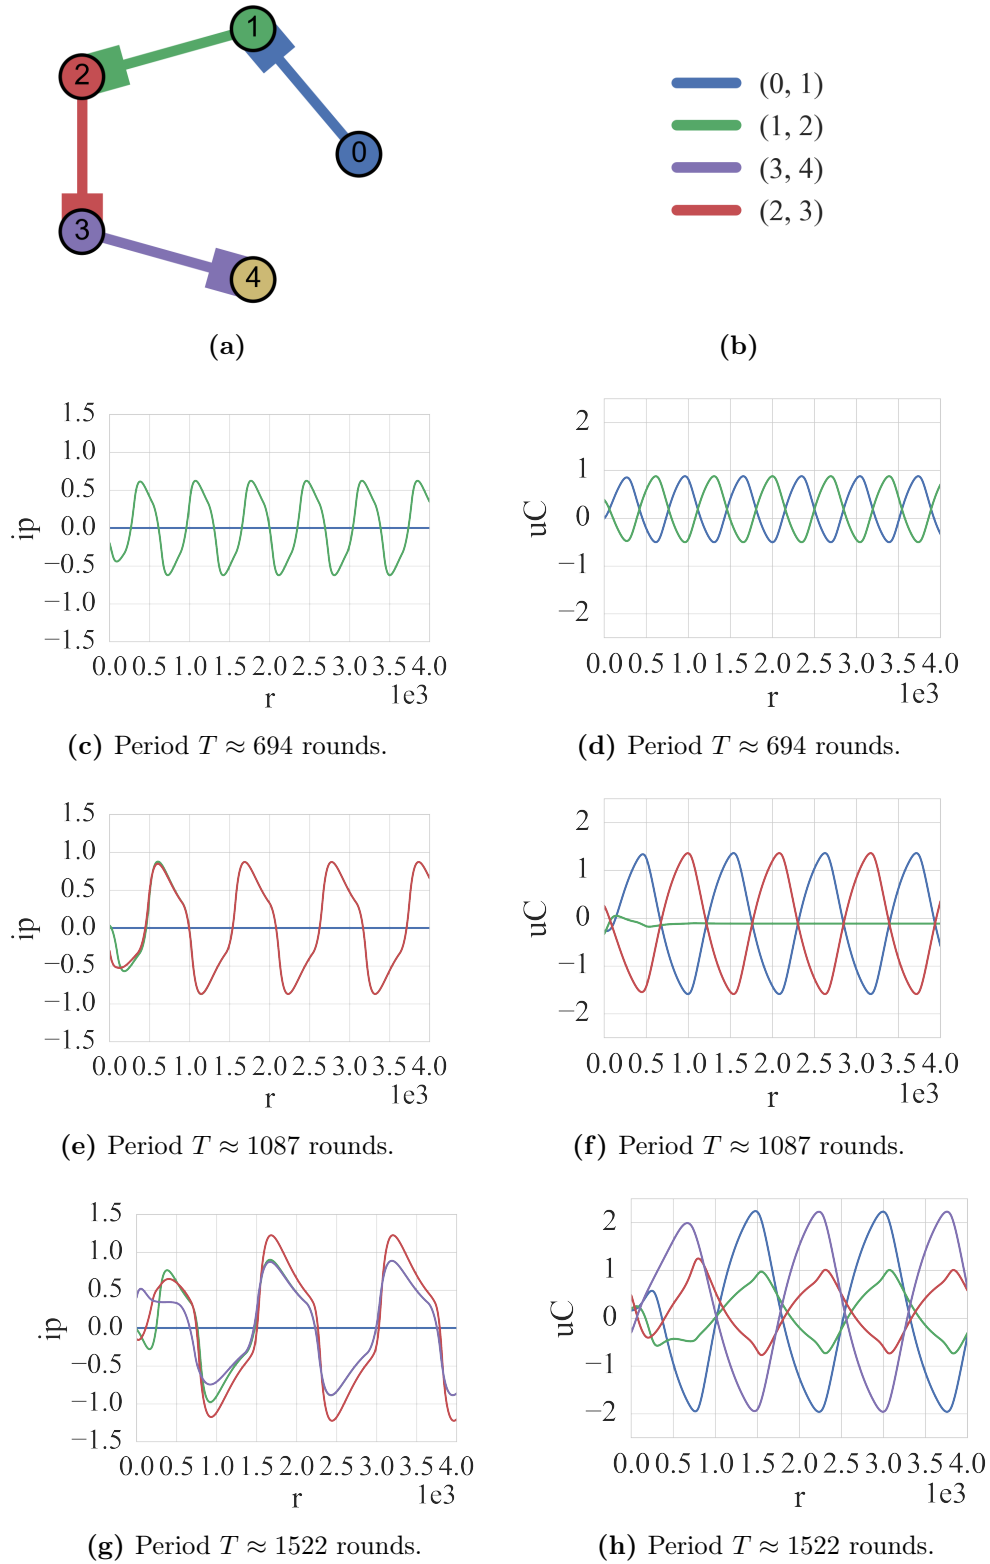 1
2
0
3
4
(0, 1)
(1, 2)
(3, 4)
(2, 3)
(a)
(b)
1.5
1.0
0.5
0.0
−0.5
−1.0
−1.5
ip
0.0 0.5 1.0 1.5 2.0 2.5 3.0 3.5 4.0
r
1e3
2
1
0
−1
−2
uC
0.0 0.5 1.0 1.5 2.0 2.5 3.0 3.5 4.0
r
1e3
(c) Period T ≈ 694 rounds.
(d) Period T ≈ 694 rounds.
1.5
1.0
0.5
0.0
−0.5
−1.0
−1.5
ip
0.0 0.5 1.0 1.5 2.0 2.5 3.0 3.5 4.0
r
1e3
2
1
0
−1
−2
uC
0.0 0.5 1.0 1.5 2.0 2.5 3.0 3.5 4.0
r
1e3
(e) Period T ≈ 1087 rounds.
(f) Period T ≈ 1087 rounds.
1.5
1.0
0.5
0.0
−0.5
−1.0
−1.5
ip
0.0 0.5 1.0 1.5 2.0 2.5 3.0 3.5 4.0
r
1e3
2
1
0
−1
−2
uC
0.0 0.5 1.0 1.5 2.0 2.5 3.0 3.5 4.0
r
1e3
(g) Period T ≈ 1522 rounds.
(h) Period T ≈ 1522 rounds.